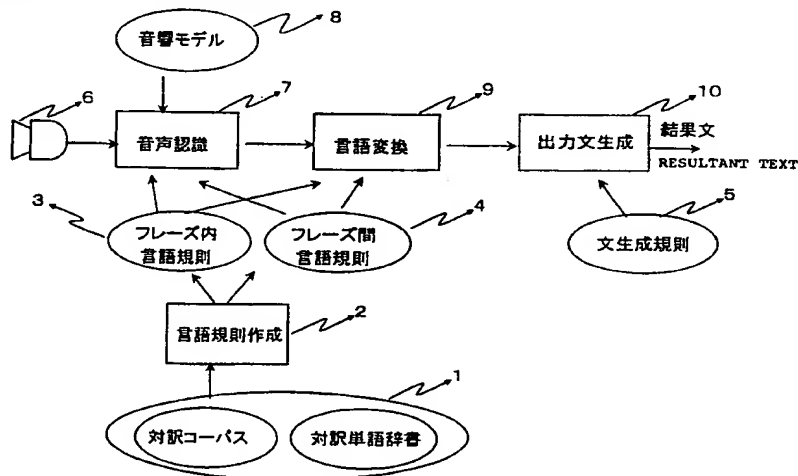 音響モデル
8
6
7
9
10
音声認識
言語変換
出力文生成
結果文
RESULTANT TEXT
3
フレーズ内
言語規則
フレーズ間
言語規則
4
5
文生成規則
言語規則作成
2
1
対訳コーパス
対訳単語辞書